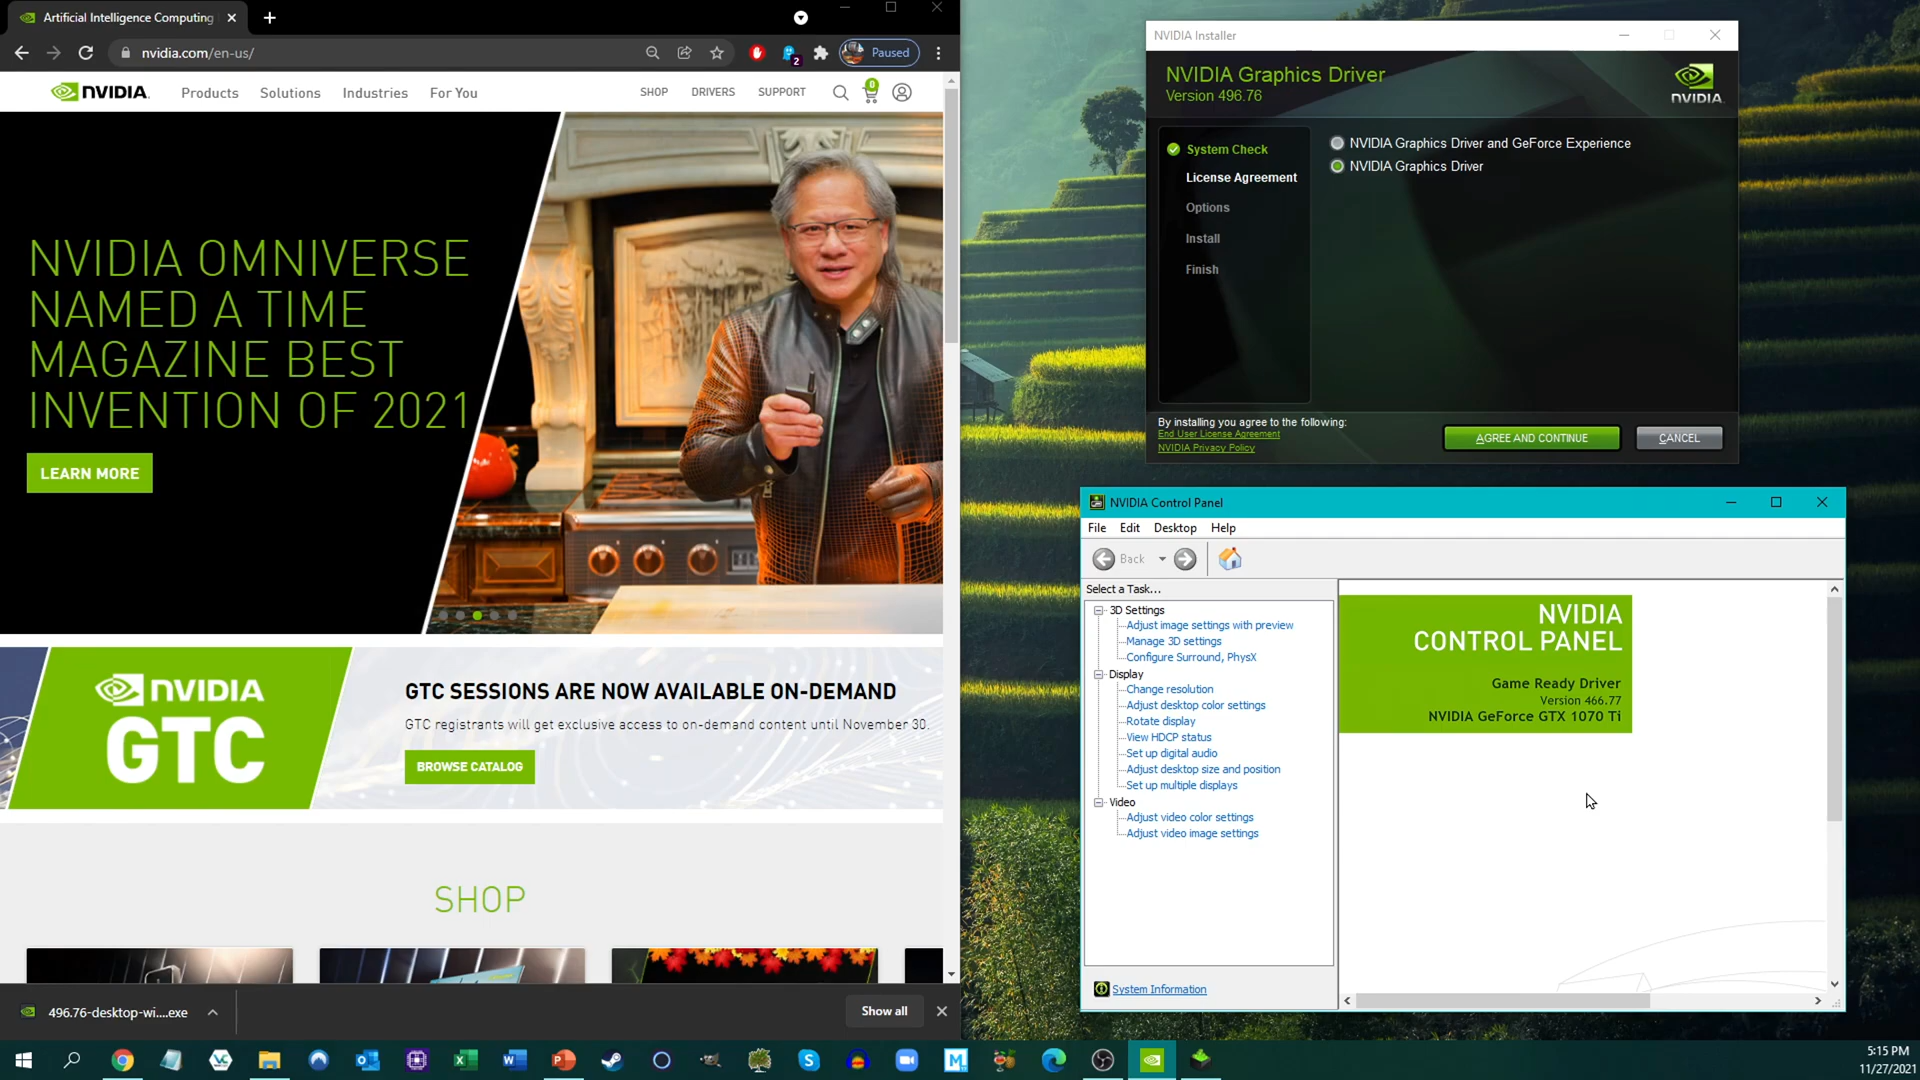 Artificial Intelligence Computing
nvidia.com/en-us/
2
Paused
NVIDIA.
Products
Solutions
Industries
For You
SHOP
DRIVERS
SUPPORT
0
NVIDIA OMNIVERSE
NAMED A TIME
MAGAZINE BEST
INVENTION OF 2021
LEARN MORE
NVIDIA
GTC
GTC SESSIONS ARE NOW AVAILABLE ON-DEMAND
GTC registrants will get exclusive access to on-demand content until November 30.
BROWSE CATALOG
SHOP
496.76-desktop-wi....exe
Show all
NVIDIA Installer
NVIDIA Graphics Driver
Version 496.76
NVIDIA.
System Check
License Agreement
Options
Install
Finish
NVIDIA Graphics Driver and GeForce Experience
NVIDIA Graphics Driver
By installing you agree to the following:
End User License Agreement
NVIDIA Privacy Policy
AGREE AND CONTINUE
CANCEL
NVIDIA Control Panel
File
Edit
Desktop
Help
Back
Select a Task...
3D Settings
Adjust image settings with preview
Manage 3D settings
Configure Surround, PhysX
Display
Change resolution
Adjust desktop color settings
Rotate display
View HDCP status
Set up digital audio
Adjust desktop size and position
Set up multiple displays
Video
Adjust video color settings
Adjust video image settings
System Information
NVIDIA
CONTROL PANEL
Game Ready Driver
Version 466.77
NVIDIA GeForce GTX 1070 Ti
5:15 PM
11/27/2021